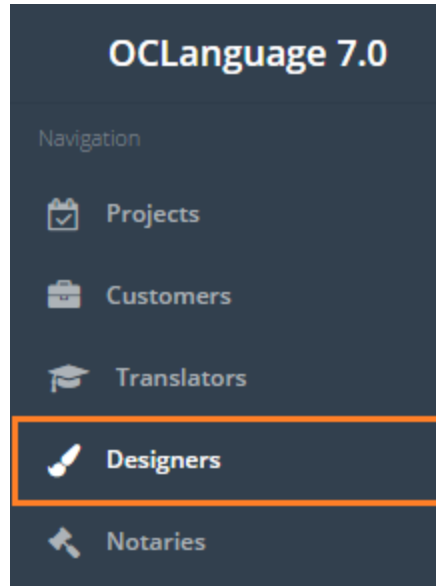 OCLanguage 7.0
Navigation
Projects
Customers
Translators
Designers
Notaries